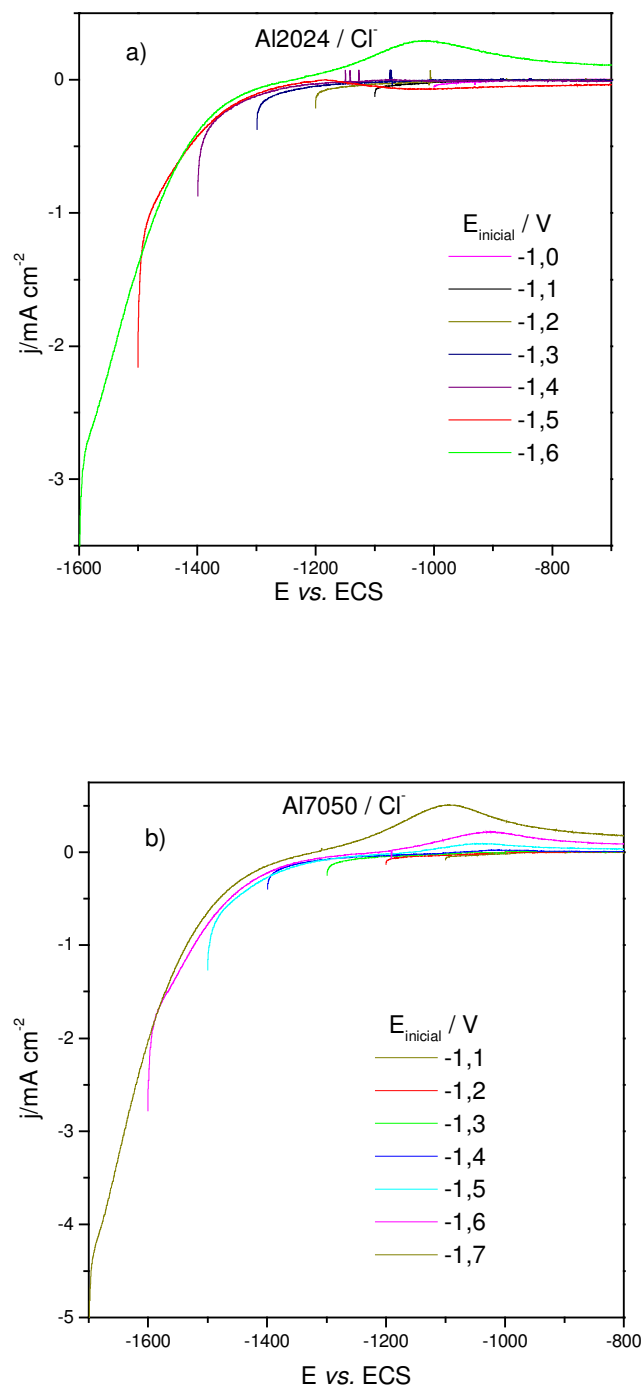 a)
Al2024 / Cl⁻
0
-1
-2
-3
j/mA cm⁻²
E_inicial / V
-1,0
-1,1
-1,2
-1,3
-1,4
-1,5
-1,6
-1600 -1400 -1200 -1000 -800
E vs. ECS
b)
Al7050 / Cl⁻
0
-1
-2
-3
-4
-5
j/mA cm⁻²
E_inicial / V
-1,1
-1,2
-1,3
-1,4
-1,5
-1,6
-1,7
-1600 -1400 -1200 -1000 -800
E vs. ECS